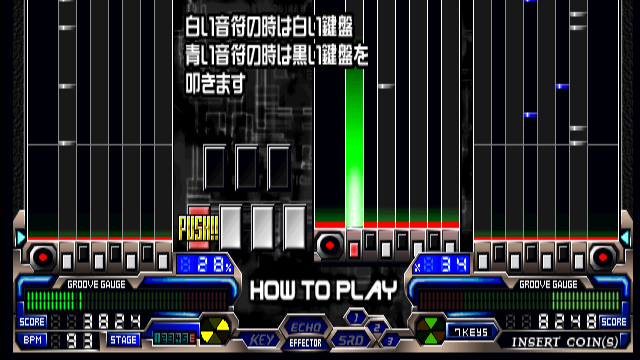 白い音符の時は白い鍵盤
青い音符の時は黒い鍵盤を
叩きます
PUSH!!
28%
34
HOW TO PLAY
GROOVE GAUGE
GROOVE GAUGE
SCORE 3824
BPM 93
STAGE 123456
KEY
ECHO
EFFECTOR
SRD
1
2
3
7KEYS
8248 SCORE
INSERT COIN(S)